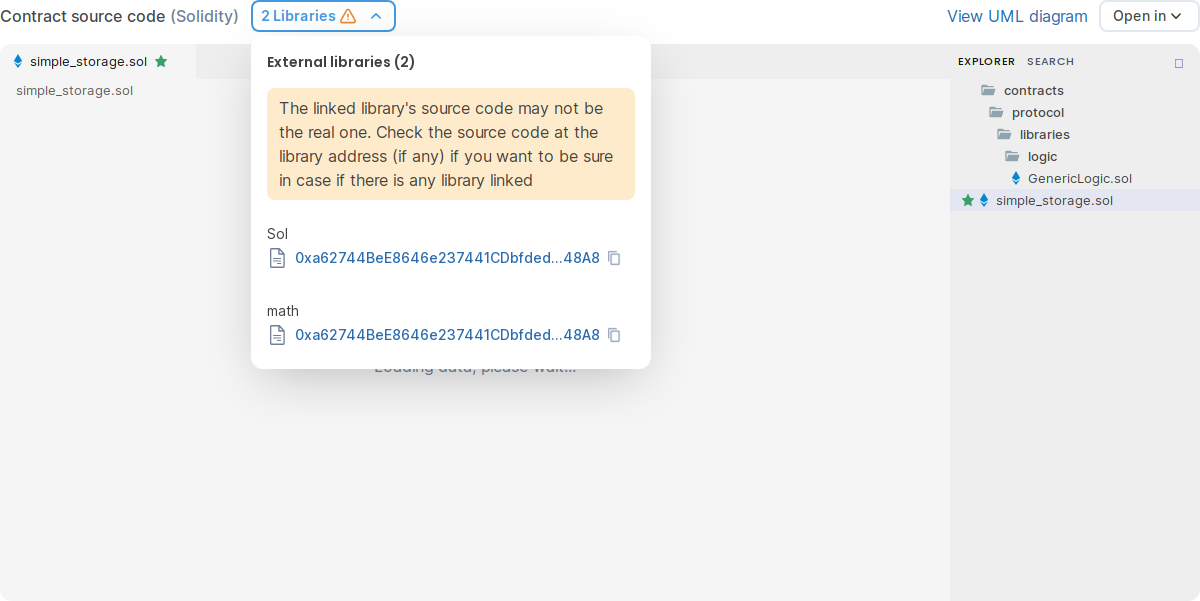 Contract source code (Solidity)
2 Libraries
View UML diagram
Open in
simple_storage.sol
simple_storage.sol
External libraries (2)
The linked library's source code may not be
the real one. Check the source code at the
library address (if any) if you want to be sure
in case if there is any library linked
Sol
0xa62744BeE8646e237441CDbfded...48A8
math
0xa62744BeE8646e237441CDbfded...48A8
Loading data, please wait...
EXPLORER SEARCH
contracts
protocol
libraries
logic
GenericLogic.sol
simple_storage.sol